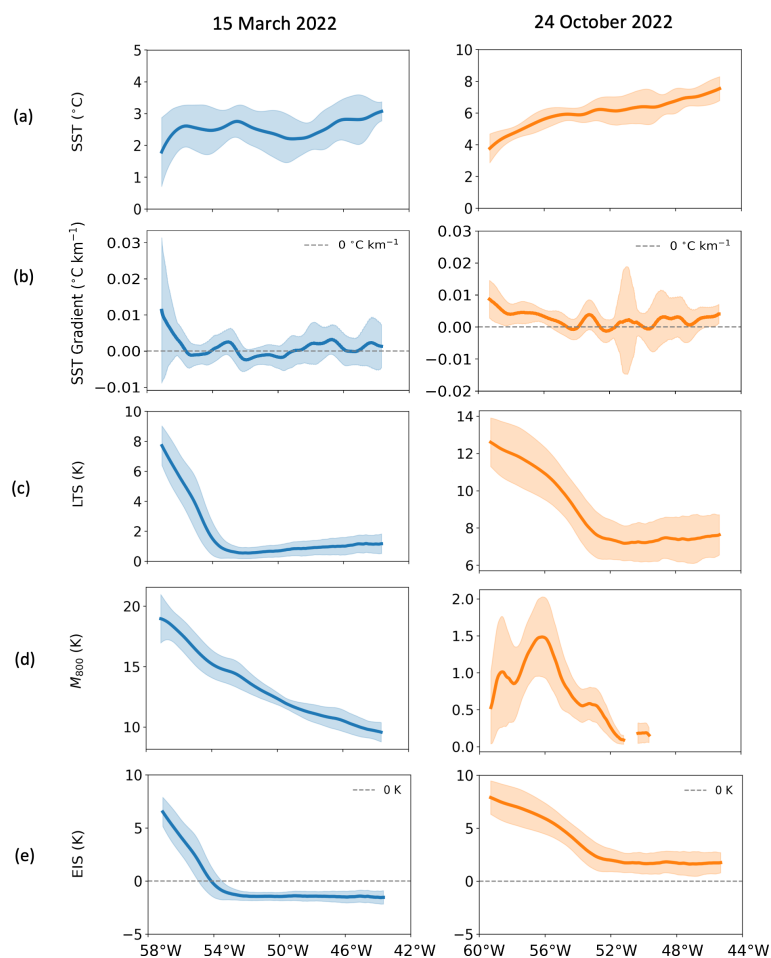 15 March 2022
24 October 2022
(a)
SST (°C)
5
4
3
2
1
0
10
8
6
4
2
0
(b)
SST Gradient (°C km⁻¹)
0.03
0.02
0.01
0.00
−0.01
0 °C km⁻¹
0.03
0.02
0.01
0.00
−0.01
−0.02
0 °C km⁻¹
(c)
LTS (K)
10
8
6
4
2
0
14
12
10
8
6
(d)
M₈₀₀ (K)
20
15
10
2.0
1.5
1.0
0.5
0.0
(e)
EIS (K)
10
5
0
−5
0 K
10
5
0
−5
0 K
58°W 54°W 50°W 46°W 42°W
60°W 56°W 52°W 48°W 44°W